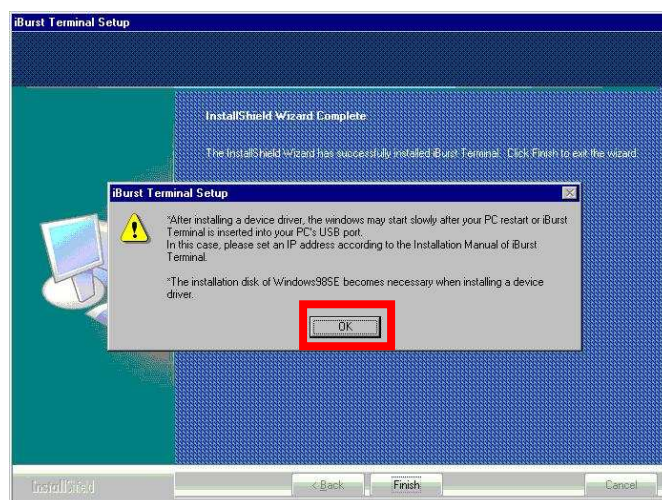 iBurst Terminal Setup
InstallShield Wizard Complete
The InstallShield Wizard has successfully installed iBurst Terminal. Click Finish to exit the wizard.
iBurst Terminal Setup
*After installing a device driver, the windows may start slowly after your PC restart or iBurst
Terminal is inserted into your PC's USB port.
In this case, please set an IP address according to the Installation Manual of iBurst
Terminal.
*The installation disk of Windows98SE becomes necessary when installing a device
driver.
OK
InstallShield
< Back
Finish
Cancel